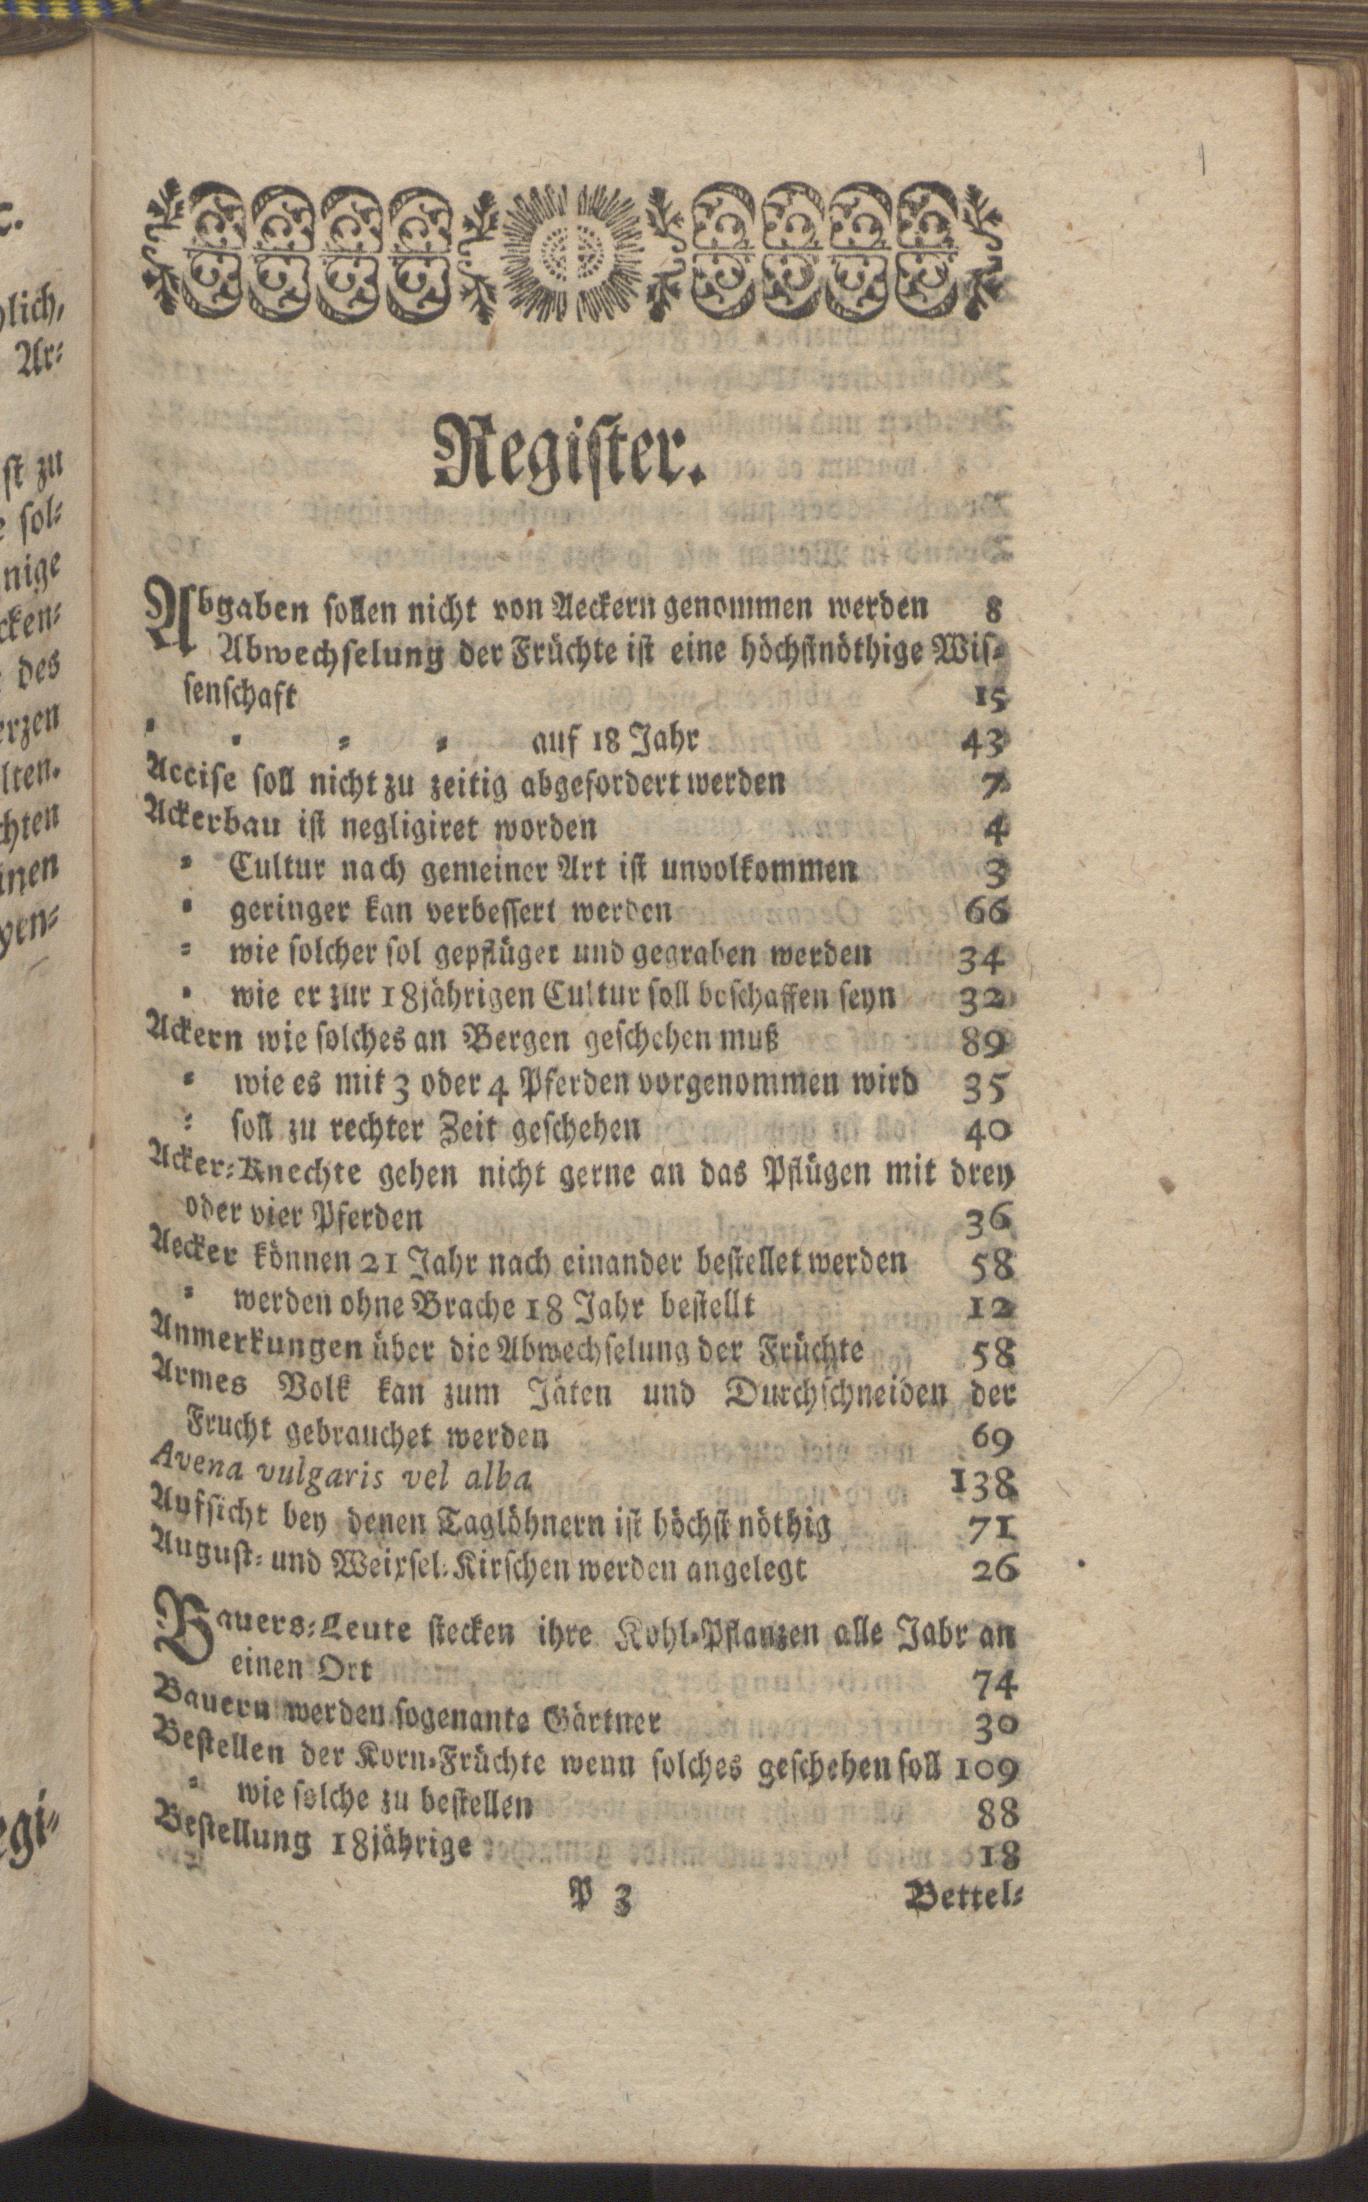 Register.
Abgaben sollen nicht von Aeckern genommen werden 8
Abwechselung der Früchte ist eine höchstnöthige Wis⸗
senschaft 15
⸗ ⸗ ⸗ ⸗ auf 18 Jahr 43
Accise soll nicht zu zeitig abgefordert werden 7
Ackerbau ist negligiret worden 4
⸗ Cultur nach gemeiner Art ist unvolkommen 3
⸗ geringer kan verbessert werden 66
⸗ wie solcher sol gepflüget und gegraben werden 34
⸗ wie er zur 18jährigen Cultur soll beschaffen seyn 32
Ackern wie solches an Bergen geschehen muß 89
⸗ wie es mit 3 oder 4 Pferden vorgenommen wird 35
⸗ soll zu rechter Zeit geschehen 40
Acker⸗Knechte gehen nicht gerne an das Pflügen mit drey
oder vier Pferden 36
Aecker können 21 Jahr nach einander bestellet werden 58
⸗ werden ohne Brache 18 Jahr bestellt 12
Anmerkungen über die Abwechselung der Früchte 58
Armes Volk kan zum Jäten und Durchschneiden der
Frucht gebrauchet werden 69
Avena vulgaris vel alba 138
Aufsicht bey denen Taglöhnern ist höchst nöthig 71
August⸗ und Weixsel⸗Kirschen werden angelegt 26
Bauers⸗Leute stecken ihre Kohl⸗Pflanzen alle Jahr an
einen Ort 74
Bauern werden sogenante Gärtner 30
Bestellen der Korn⸗Früchte wenn solches geschehen soll 109
⸗ wie solche zu bestellen 88
Bestellung 18jährige 18
P 3 Bettel⸗